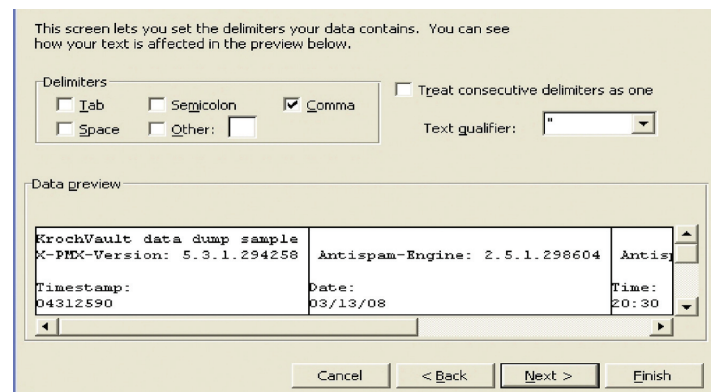 This screen lets you set the delimiters your data contains. You can see
how your text is affected in the preview below.
Delimiters
Tab Semicolon Comma
Space Other:
Treat consecutive delimiters as one
Text qualifier: "
Data preview
KrochVault data dump sample
X-PMX-Version: 5.3.1.294258 Antispam-Engine: 2.5.1.298604 Antisp
Timestamp: Date: Time:
04312590 03/13/08 20:30
Cancel < Back Next > Finish